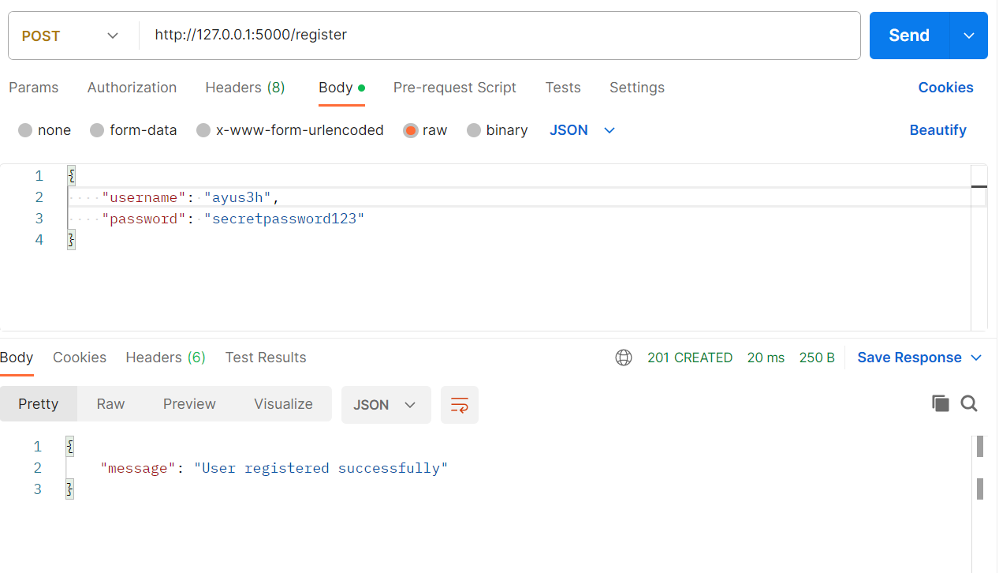 POST http://127.0.0.1:5000/register Send
Params Authorization Headers (8) Body Pre-request Script Tests Settings Cookies
none form-data x-www-form-urlencoded raw binary JSON Beautify
1 {
2 "username": "ayus3h",
3 "password": "secretpassword123"
4 }
Body Cookies Headers (6) Test Results 201 CREATED 20 ms 250 B Save Response
Pretty Raw Preview Visualize JSON
1 {
2 "message": "User registered successfully"
3 }